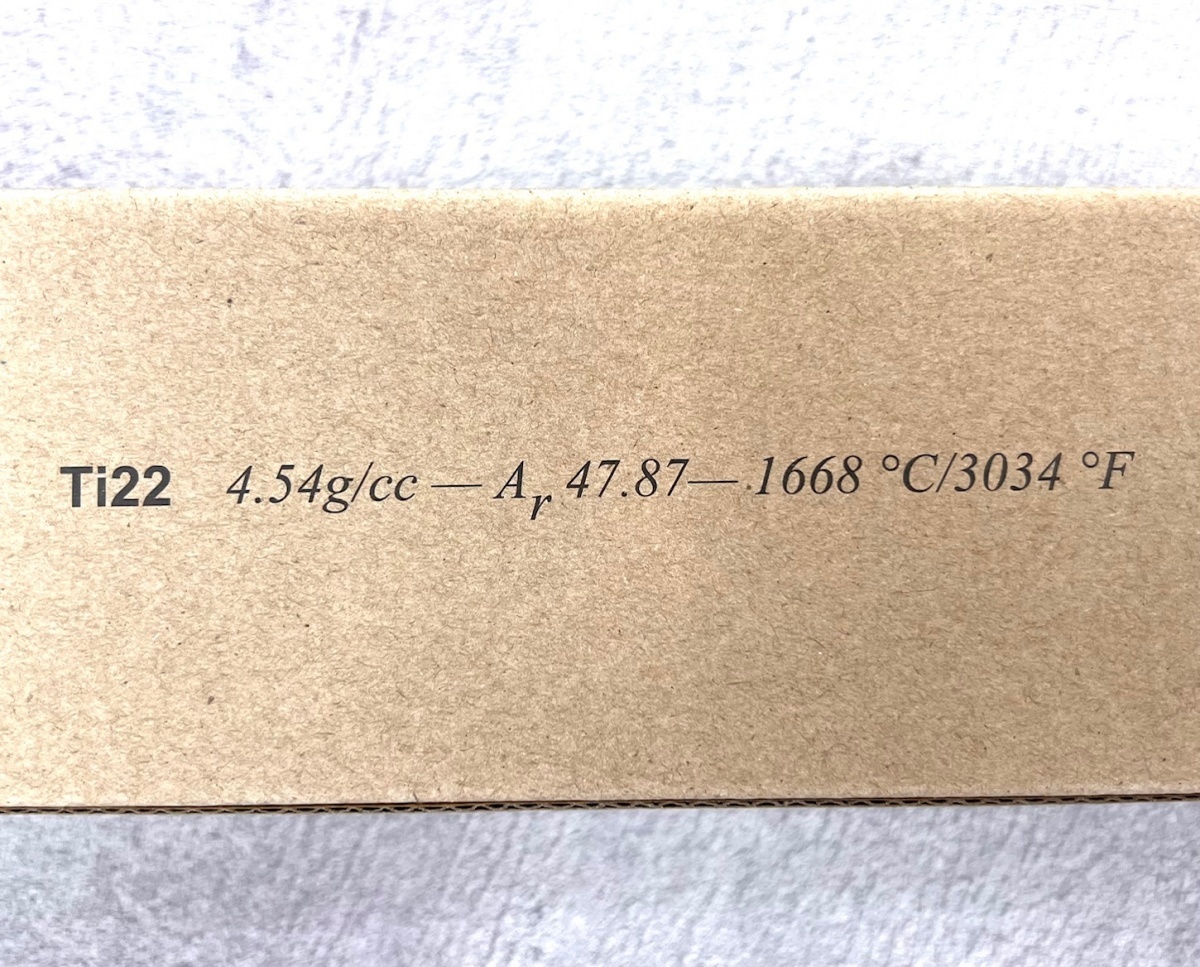 Ti22 4.54g/cc — Ar 47.87— 1668 °C/3034 °F